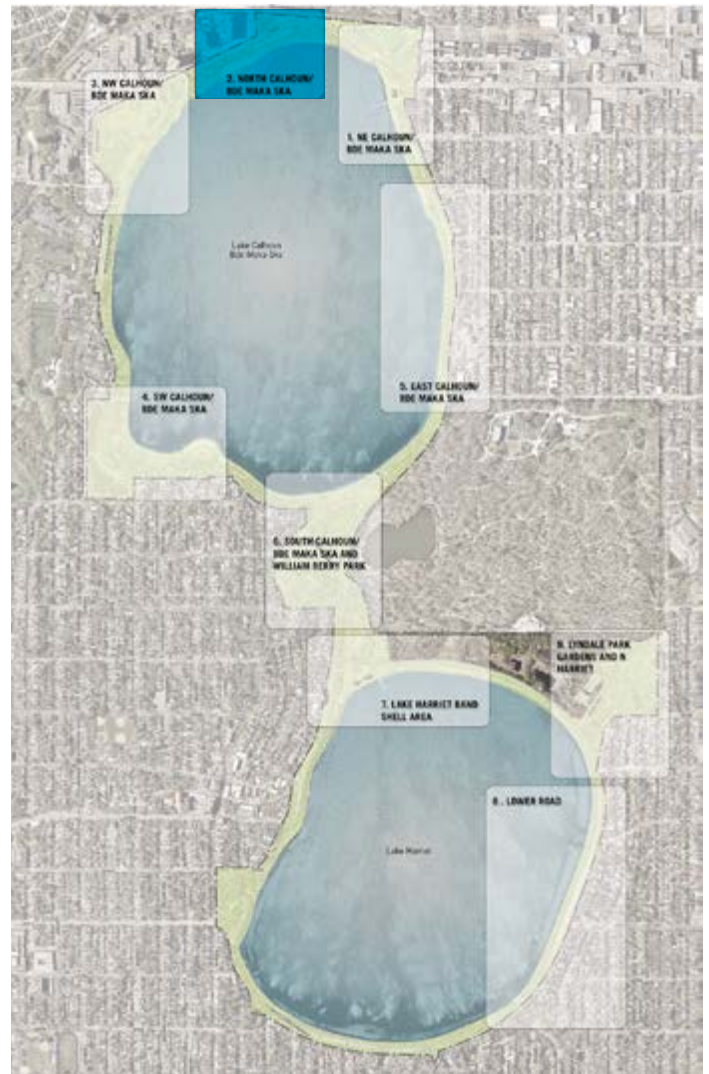 2. NORTH CALHOUN/
BDE MAKA SKA
3. NW CALHOUN/
BDE MAKA SKA
1. NE CALHOUN/
BDE MAKA SKA
Lake Calhoun
Bde Maka Ska
5. EAST CALHOUN/
BDE MAKA SKA
4. SW CALHOUN/
BDE MAKA SKA
6. SOUTH CALHOUN/
BDE MAKA SKA AND
WILLIAM BERRY PARK
9. LYNDALE PARK
GARDENS AND N
HARRIET
7. LAKE HARRIET BAND
SHELL AREA
8. LOWER ROAD
Lake Harriet